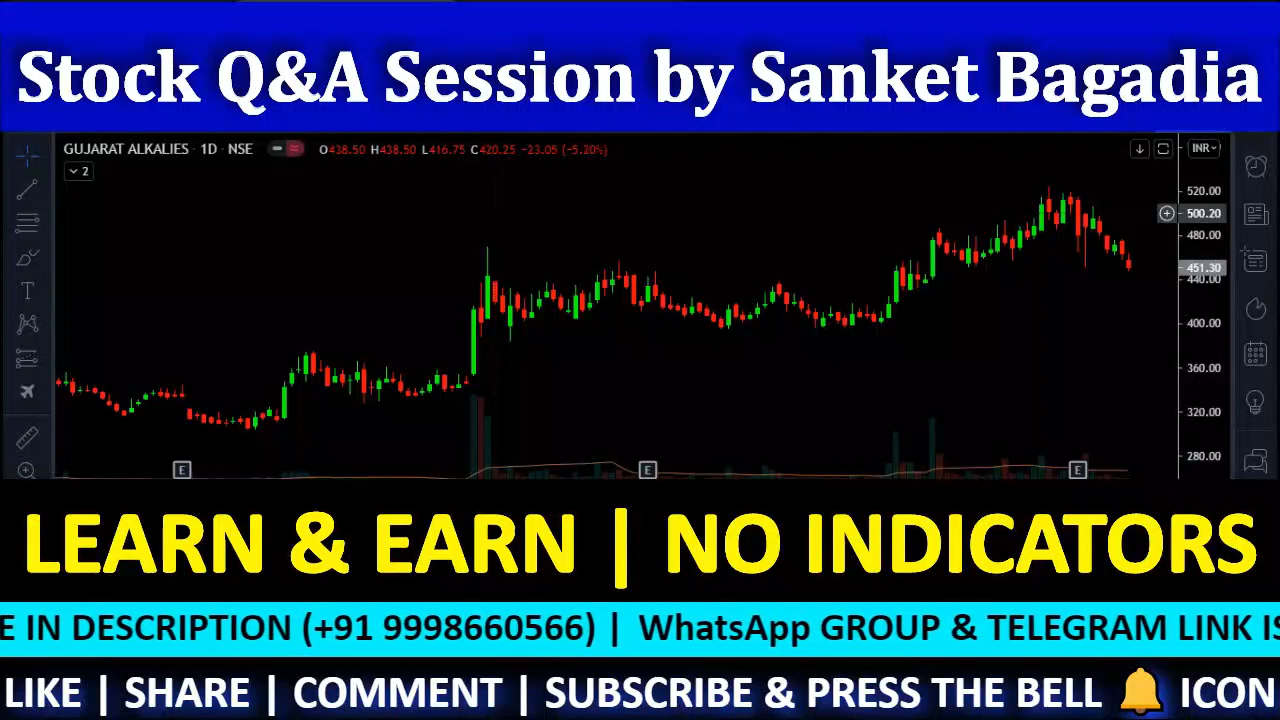 Stock Q&A Session by Sanket Bagadia
GUJARAT ALKALIES · 1D · NSE O438.50 H438.50 L416.75 C420.25 −23.05 (−5.20%) INR
2
520.00
500.20
480.00
451.30
440.00
400.00
360.00
320.00
280.00
E E E
LEARN & EARN | NO INDICATORS
E IN DESCRIPTION (+91 9998660566) | WhatsApp GROUP & TELEGRAM LINK IS
LIKE | SHARE | COMMENT | SUBSCRIBE & PRESS THE BELL 🔔 ICON